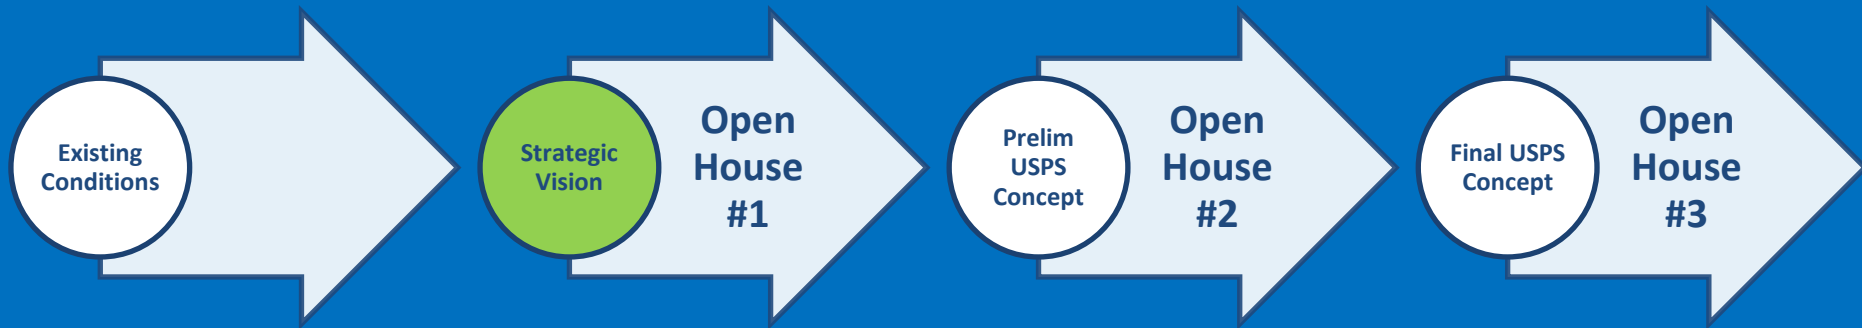 Existing
Conditions
Strategic
Vision
Open
House
#1
Prelim
USPS
Concept
Open
House
#2
Final USPS
Concept
Open
House
#3